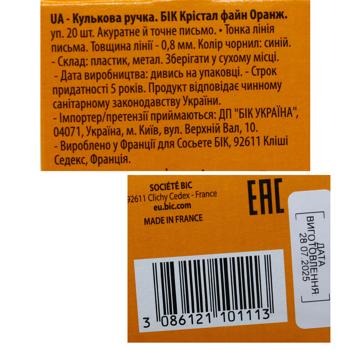 UA - Кулькова ручка. БІК Крістал файн Оранж.
уп. 20 шт. Акуратне й точне письмо. • Тонка лінія
письма. Товщина лінії - 0,8 мм. Колір чорнил: синій.
- Склад: пластик, метал. Зберігати у сухому місці.
- Дата виробництва: дивись на упаковці. - Строк
придатності 5 років. Продукт відповідає чинному
санітарному законодавству України.
- Імпортер/претензії приймаються: ДП "БІК УКРАЇНА",
04071, Україна, м. Київ, вул. Верхній Вал, 10.
- Вироблено у Франції для Сосьете БІК, 92611 Кліші
Седекс, Франція.
SOCIÉTÉ BIC
92611 Clichy Cedex - France
eu.bic.com
MADE IN FRANCE
EAC
ДАТА
ВИГОТОВЛЕННЯ
28.07.2025
3 086121 101113